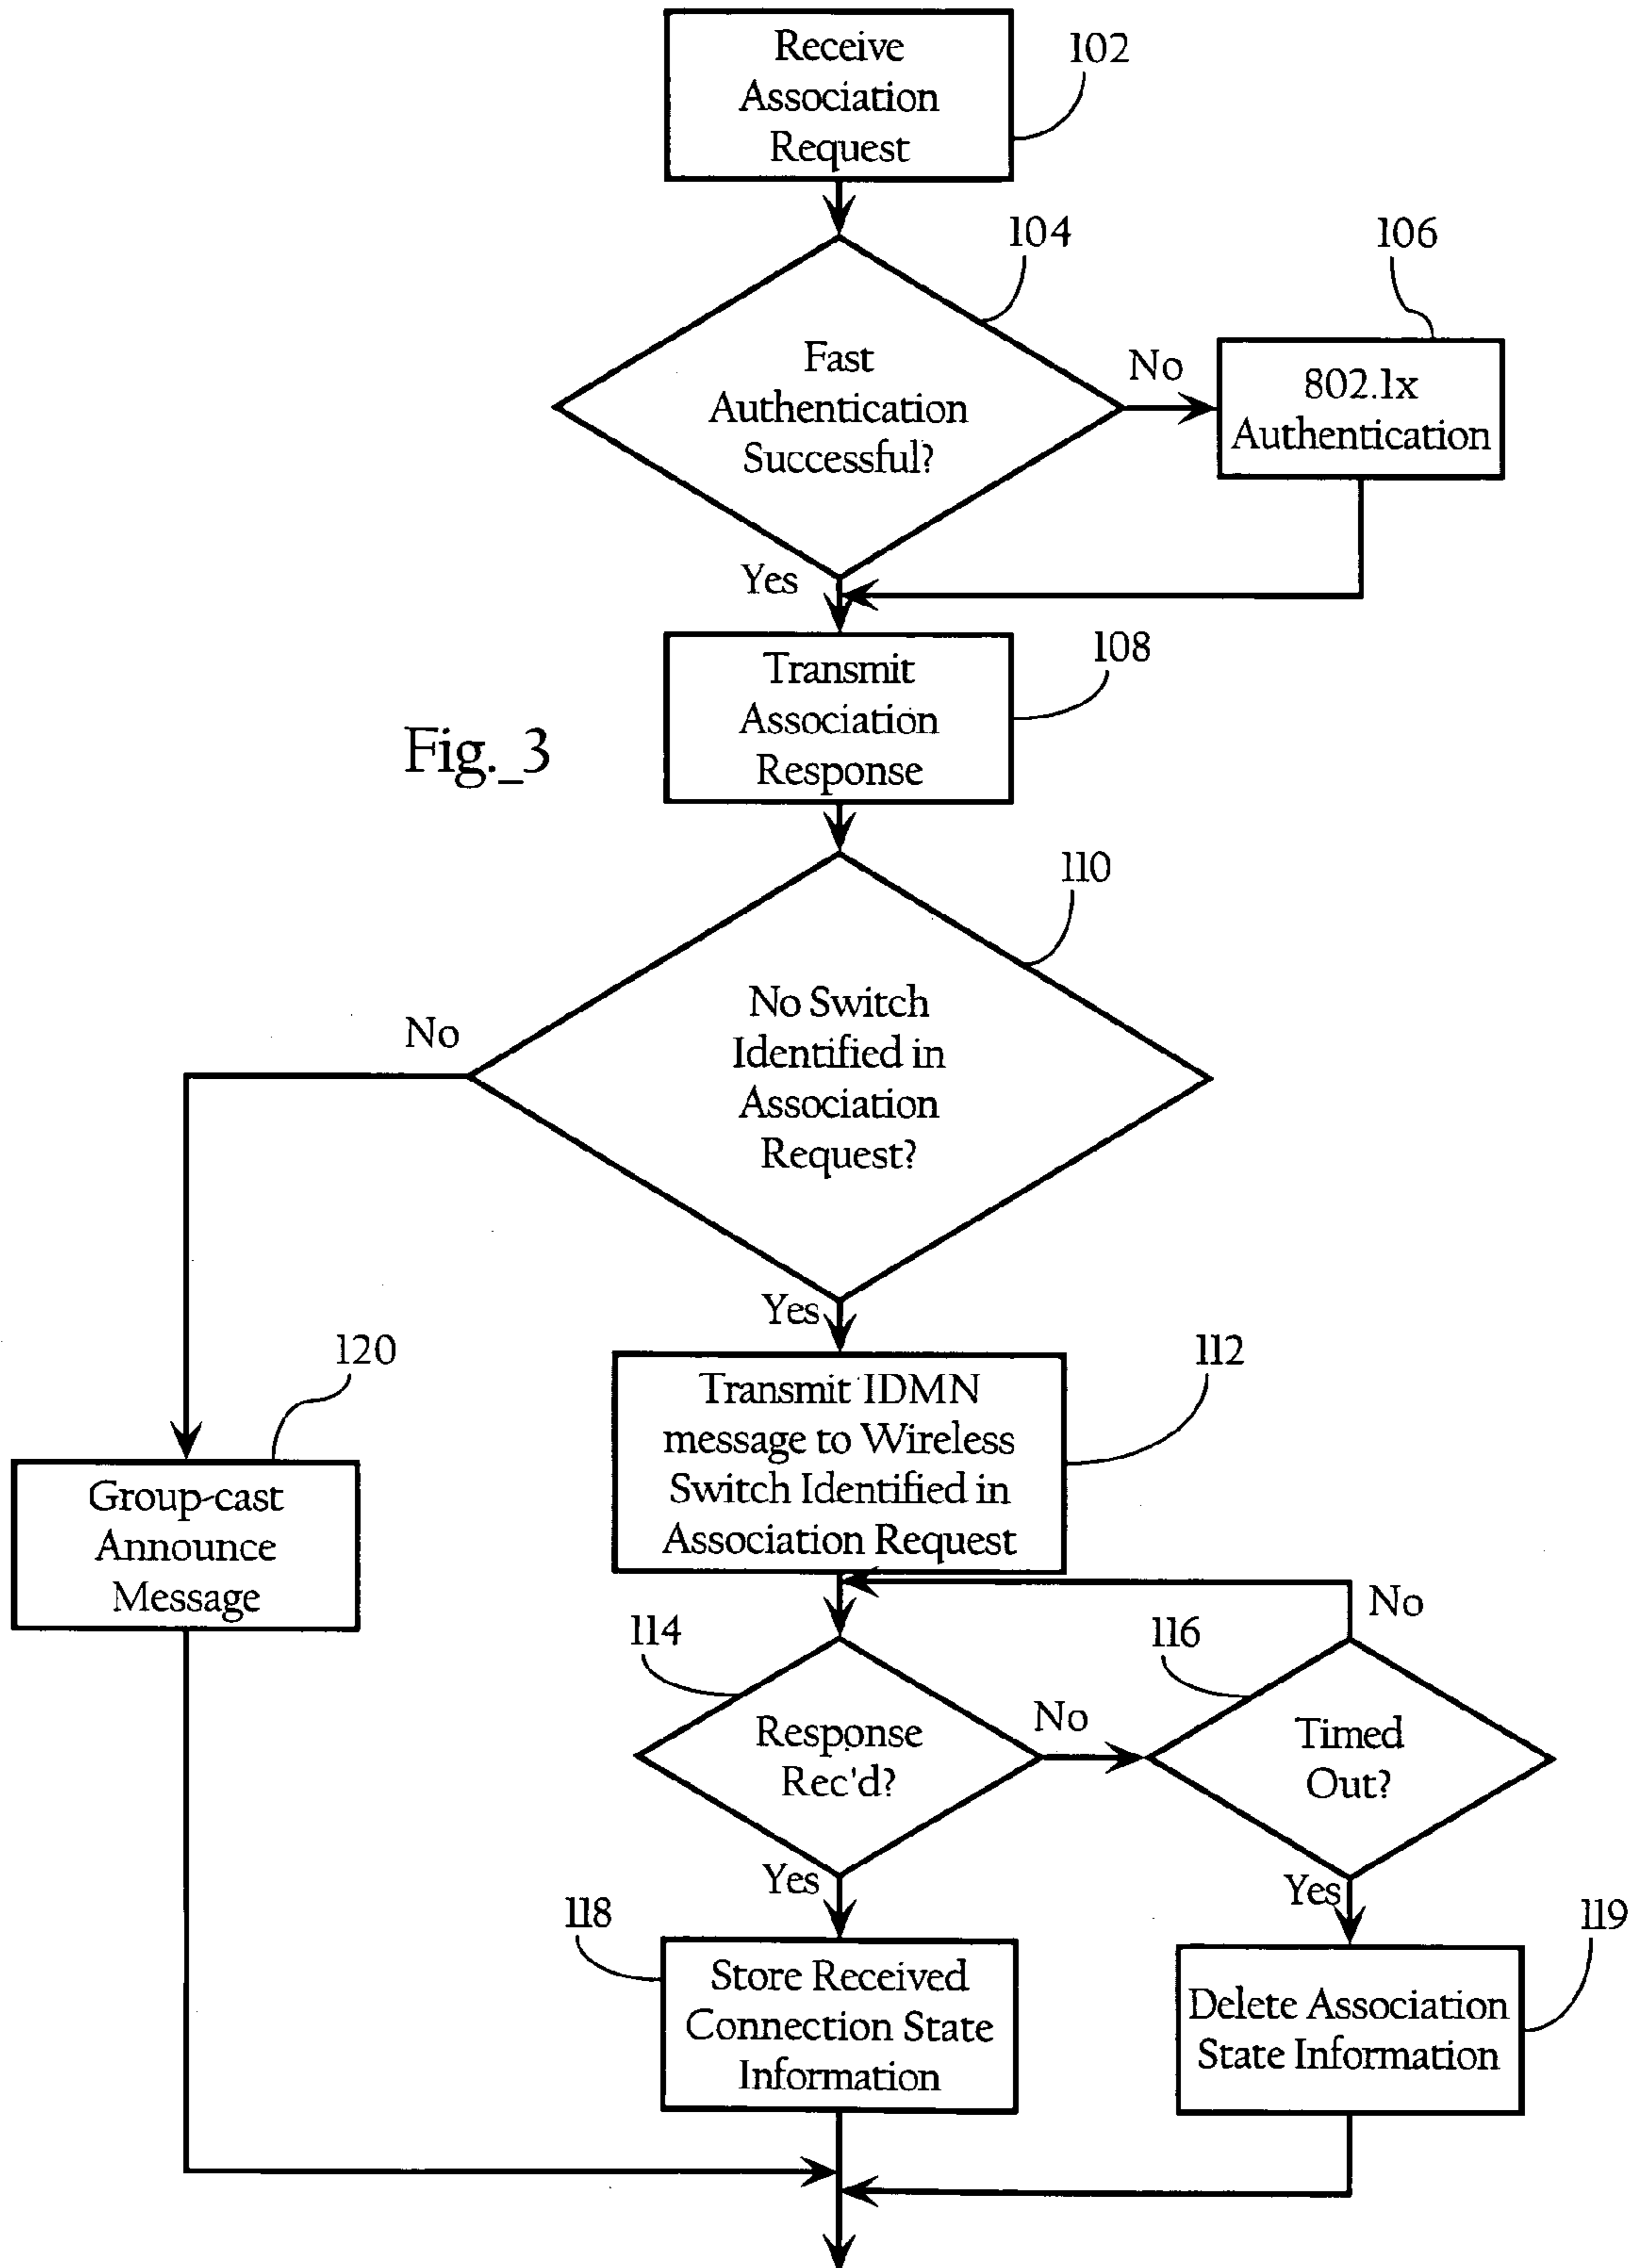 Receive
Association
Request
102
104
106
Fast
Authentication
Successful?
No
802.1x
Authentication
Yes
Transmit
Association
Response
108
Fig._3
110
No Switch
Identified in
Association
Request?
No
Yes
120
112
Transmit IDMN
message to Wireless
Switch Identified in
Association Request
Group-cast
Announce
Message
No
114
116
Response
Rec'd?
No
Timed
Out?
Yes
Yes
118
119
Store Received
Connection State
Information
Delete Association
State Information